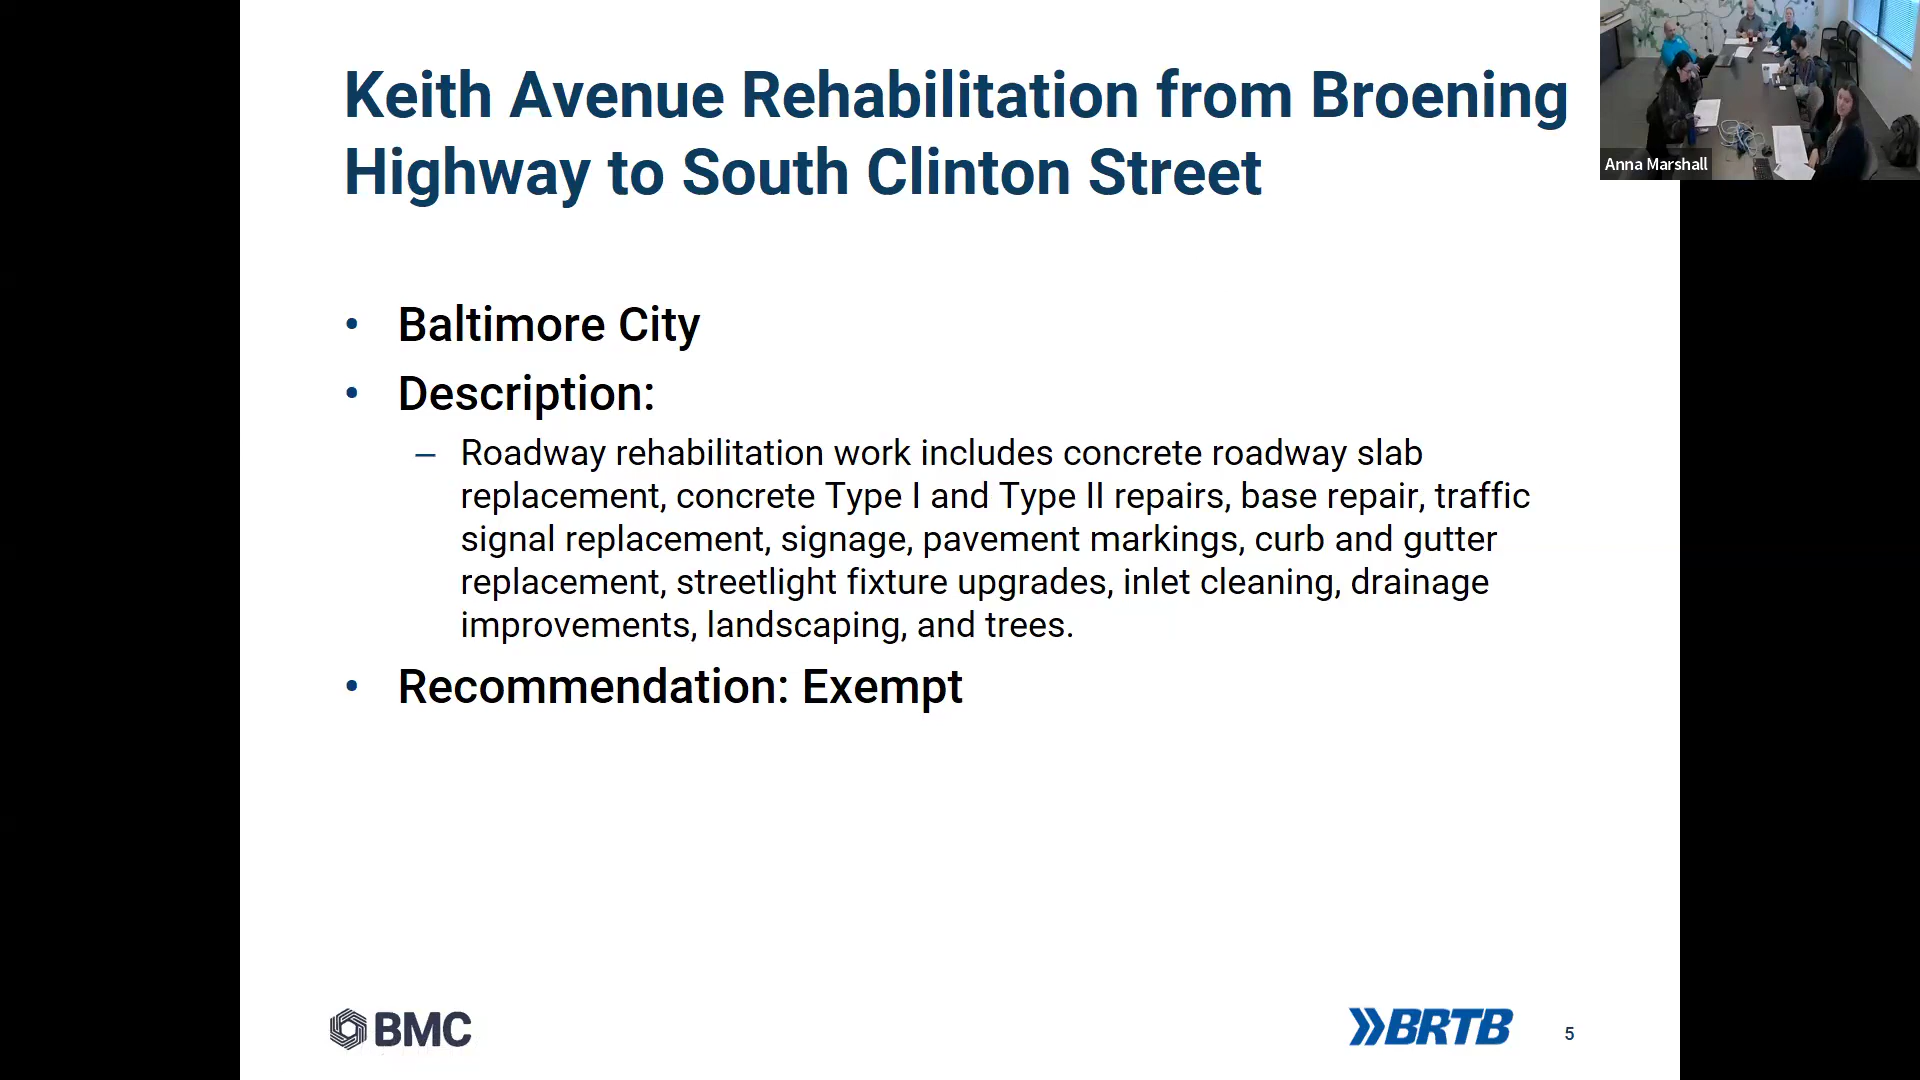 Keith Avenue Rehabilitation from Broening
Highway to South Clinton Street
Anna Marshall
• Baltimore City
• Description:
– Roadway rehabilitation work includes concrete roadway slab
replacement, concrete Type I and Type II repairs, base repair, traffic
signal replacement, signage, pavement markings, curb and gutter
replacement, streetlight fixture upgrades, inlet cleaning, drainage
improvements, landscaping, and trees.
• Recommendation: Exempt
BMC
BRTB
5